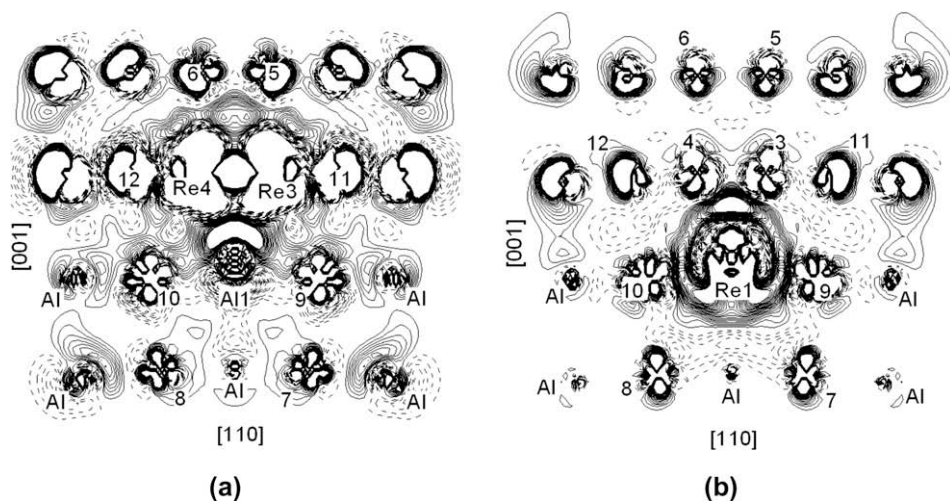 6 5
12 Re4 Re3 11
[001]
Al 10 Al1 9 Al
Al 8 Al 7 Al
[110]
(a)
6 5
12 4 3 11
[001]
Al 10 Re1 9 Al
Al 8 Al 7 Al
[110]
(b)